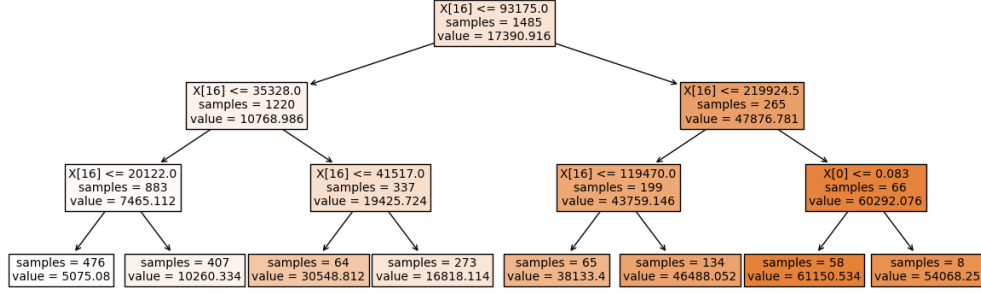 X[16] <= 93175.0
samples = 1485
value = 17390.916
X[16] <= 35328.0
samples = 1220
value = 10768.986
X[16] <= 219924.5
samples = 265
value = 47876.781
X[16] <= 20122.0
samples = 883
value = 7465.112
X[16] <= 41517.0
samples = 337
value = 19425.724
X[16] <= 119470.0
samples = 199
value = 43759.146
X[0] <= 0.083
samples = 66
value = 60292.076
samples = 476
value = 5075.08
samples = 407
value = 10260.334
samples = 64
value = 30548.812
samples = 273
value = 16818.114
samples = 65
value = 38133.4
samples = 134
value = 46488.052
samples = 58
value = 61150.534
samples = 8
value = 54068.25